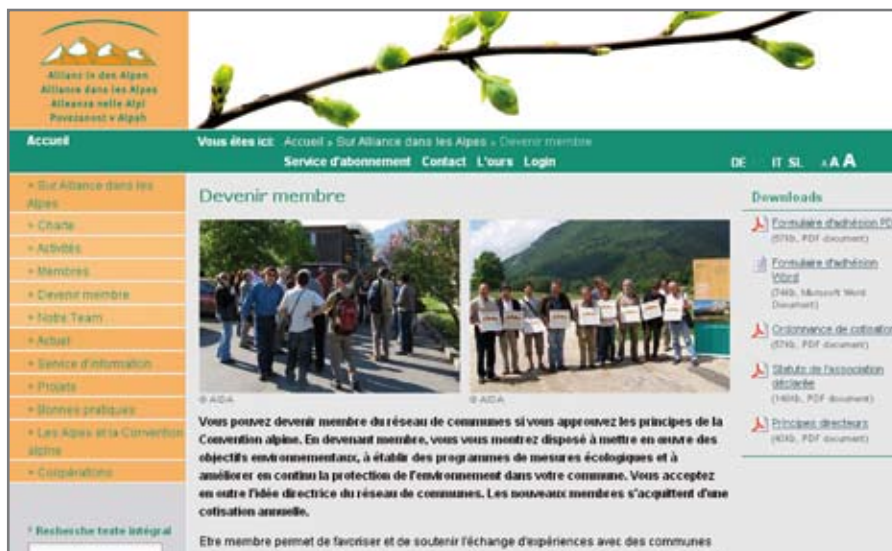 Allianz in den Alpen
Alliance dans les Alpes
Alleanza nelle Alpi
Povezanost v Alpah
Accueil
Vous êtes ici: Accueil » Sur Alliance dans les Alpes » Devenir membre
Service d'abonnement Contact L'ours Login
DE IT SL A A A
» Sur Alliance dans les
Alpes
» Charte
» Activités
» Membres
» Devenir membre
» Notre Team
» Actuel
» Service d'information
» Projets
» Bonnes pratiques
» Les Alpes et la Convention
alpine
» Coopérations
» Recherche texte intégral
Devenir membre
© AIDA
© AIDA
Vous pouvez devenir membre du réseau de communes si vous approuvez les principes de la
Convention alpine. En devenant membre, vous vous montrez disposé à mettre en œuvre des
objectifs environnementaux, à établir des programmes de mesures écologiques et à
améliorer en continu la protection de l'environnement dans votre commune. Vous acceptez
en outre l'idée directrice du réseau de communes. Les nouveaux membres s'acquittent d'une
cotisation annuelle.
Etre membre permet de favoriser et de soutenir l'échange d'expériences avec des communes
Downloads
Formulaire d'adhésion PD
(57Kb, PDF document)
Formulaire d'adhésion
Word
(74Kb, Microsoft Word
Document)
Ordonnance de cotisation
(57Kb, PDF document)
Statuts de l'association
déclarée
(146Kb, PDF document)
Principes directeurs
(40Kb, PDF document)